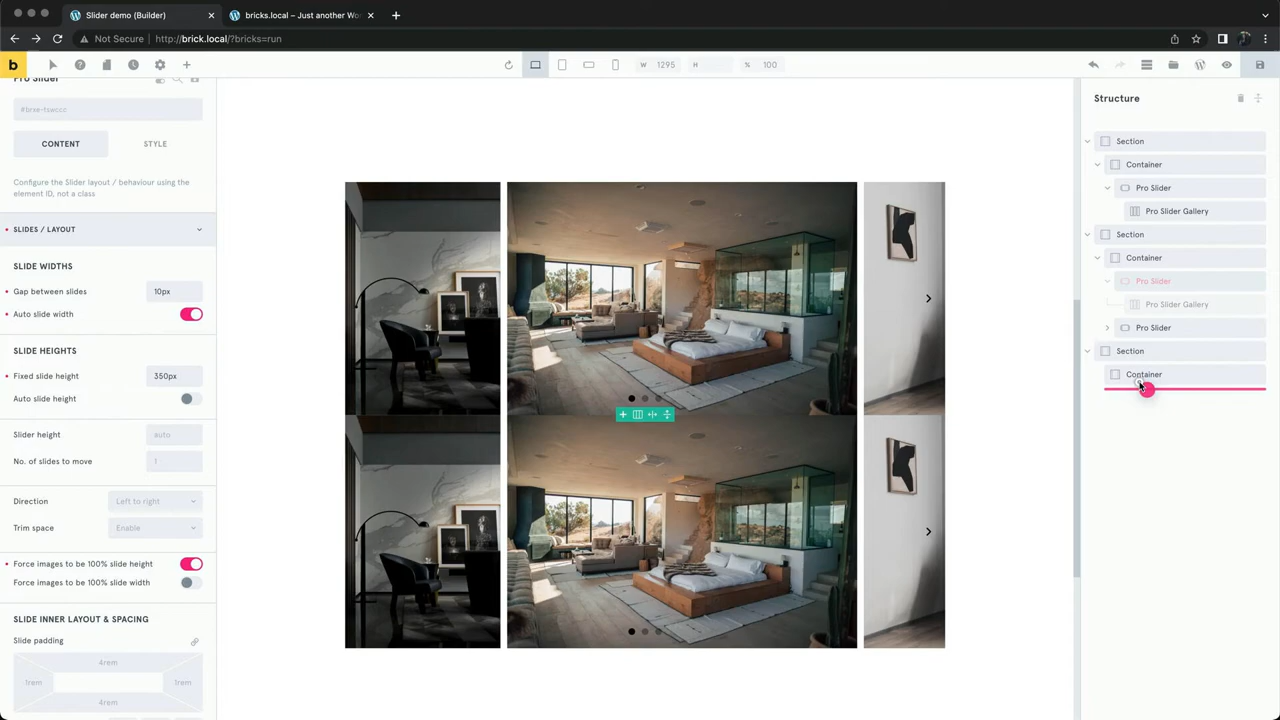 Slider demo (Builder)
bricks.local – Just another Wo
Not Secure
http://brick.local/?bricks=run
b
W 1295 H % 100
Pro Slider
#brxe-tswccc
CONTENT STYLE
Configure the Slider layout / behaviour using the
element ID, not a class
SLIDES / LAYOUT
SLIDE WIDTHS
Gap between slides 10px
Auto slide width
SLIDE HEIGHTS
Fixed slide height 350px
Auto slide height
Slider height auto
No. of slides to move 1
Direction Left to right
Trim space Enable
Force images to be 100% slide height
Force images to be 100% slide width
SLIDE INNER LAYOUT & SPACING
Slide padding
4rem
1rem 1rem
4rem
Structure
Section
Container
Pro Slider
Pro Slider Gallery
Section
Container
Pro Slider
Pro Slider Gallery
Pro Slider
Section
Container